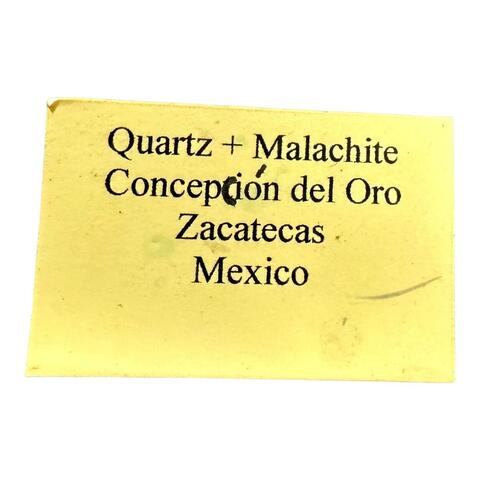 Quartz + Malachite
Concepción del Oro
Zacatecas
Mexico